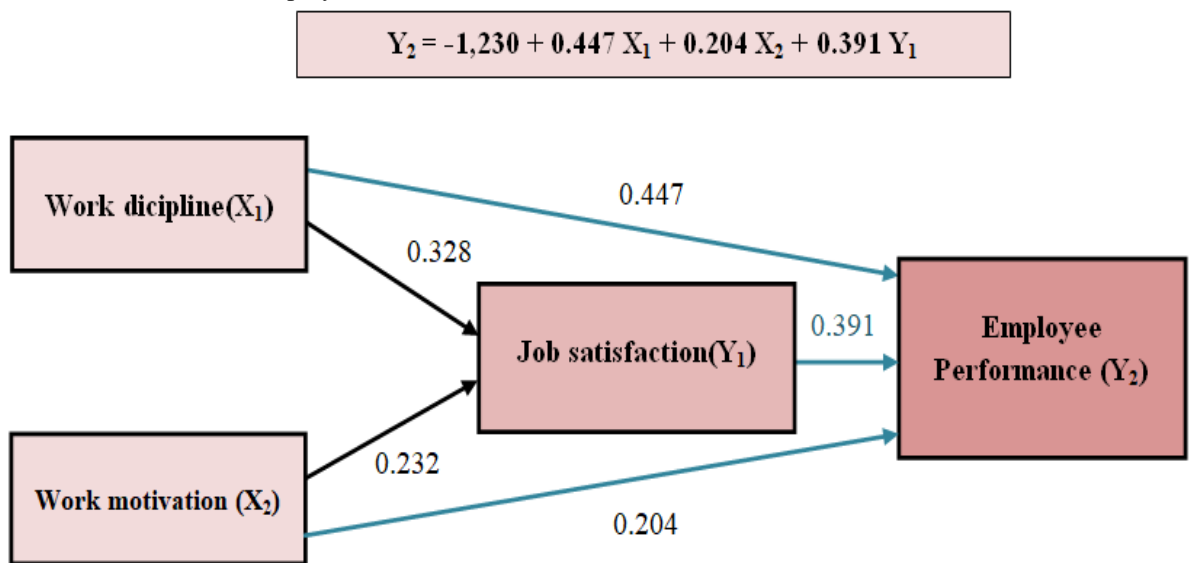 Y₂ = -1,230 + 0.447 X₁ + 0.204 X₂ + 0.391 Y₁
Work dicipline(X₁)
0.447
0.328
Job satisfaction(Y₁)
0.391
Employee
Performance (Y₂)
Work motivation (X₂)
0.232
0.204